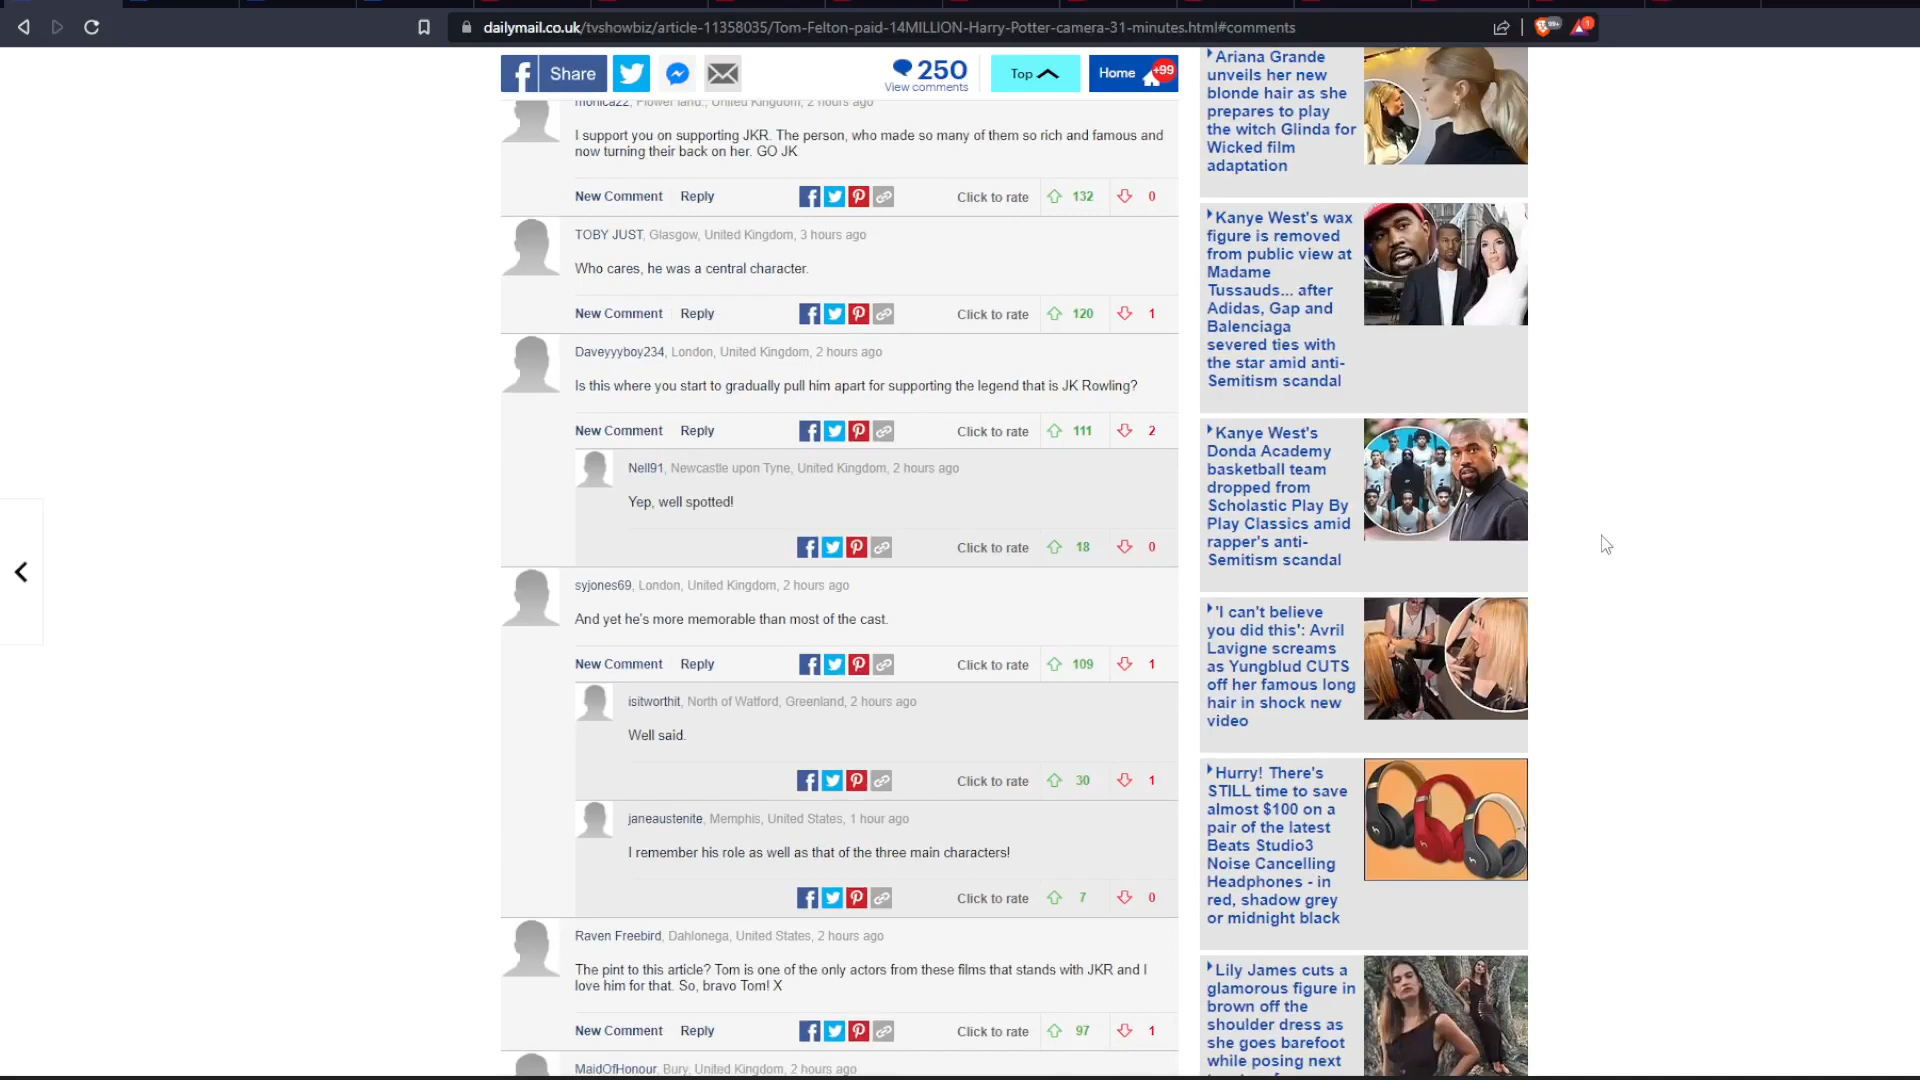 dailymail.co.uk/tvshowbiz/article-11358035/Tom-Felton-paid-14MILLION-Harry-Potter-camera-31-minutes.html#comments
99+
1
Share
250
View comments
Top
Home
+99
monica22, Flower land., United Kingdom, 2 hours ago
I support you on supporting JKR. The person, who made so many of them so rich and famous and
now turning their back on her. GO JK
New Comment Reply
Click to rate 132 0
TOBY JUST, Glasgow, United Kingdom, 3 hours ago
Who cares, he was a central character.
New Comment Reply
Click to rate 120 1
Daveyyyboy234, London, United Kingdom, 2 hours ago
Is this where you start to gradually pull him apart for supporting the legend that is JK Rowling?
New Comment Reply
Click to rate 111 2
Nell91, Newcastle upon Tyne, United Kingdom, 2 hours ago
Yep, well spotted!
Click to rate 18 0
syjones69, London, United Kingdom, 2 hours ago
And yet he's more memorable than most of the cast.
New Comment Reply
Click to rate 109 1
isitworthit, North of Watford, Greenland, 2 hours ago
Well said.
Click to rate 30 1
janeaustenite, Memphis, United States, 1 hour ago
I remember his role as well as that of the three main characters!
Click to rate 7 0
Raven Freebird, Dahlonega, United States, 2 hours ago
The pint to this article? Tom is one of the only actors from these films that stands with JKR and I
love him for that. So, bravo Tom! X
New Comment Reply
Click to rate 97 1
MaidOfHonour, Bury, United Kingdom, 2 hours ago
Ariana Grande
unveils her new
blonde hair as she
prepares to play
the witch Glinda for
Wicked film
adaptation
Kanye West's wax
figure is removed
from public view at
Madame
Tussauds... after
Adidas, Gap and
Balenciaga
severed ties with
the star amid anti-
Semitism scandal
Kanye West's
Donda Academy
basketball team
dropped from
Scholastic Play By
Play Classics amid
rapper's anti-
Semitism scandal
'I can't believe
you did this': Avril
Lavigne screams
as Yungblud CUTS
off her famous long
hair in shock new
video
Hurry! There's
STILL time to save
almost $100 on a
pair of the latest
Beats Studio3
Noise Cancelling
Headphones - in
red, shadow grey
or midnight black
Lily James cuts a
glamorous figure in
brown off the
shoulder dress as
she goes barefoot
while posing next